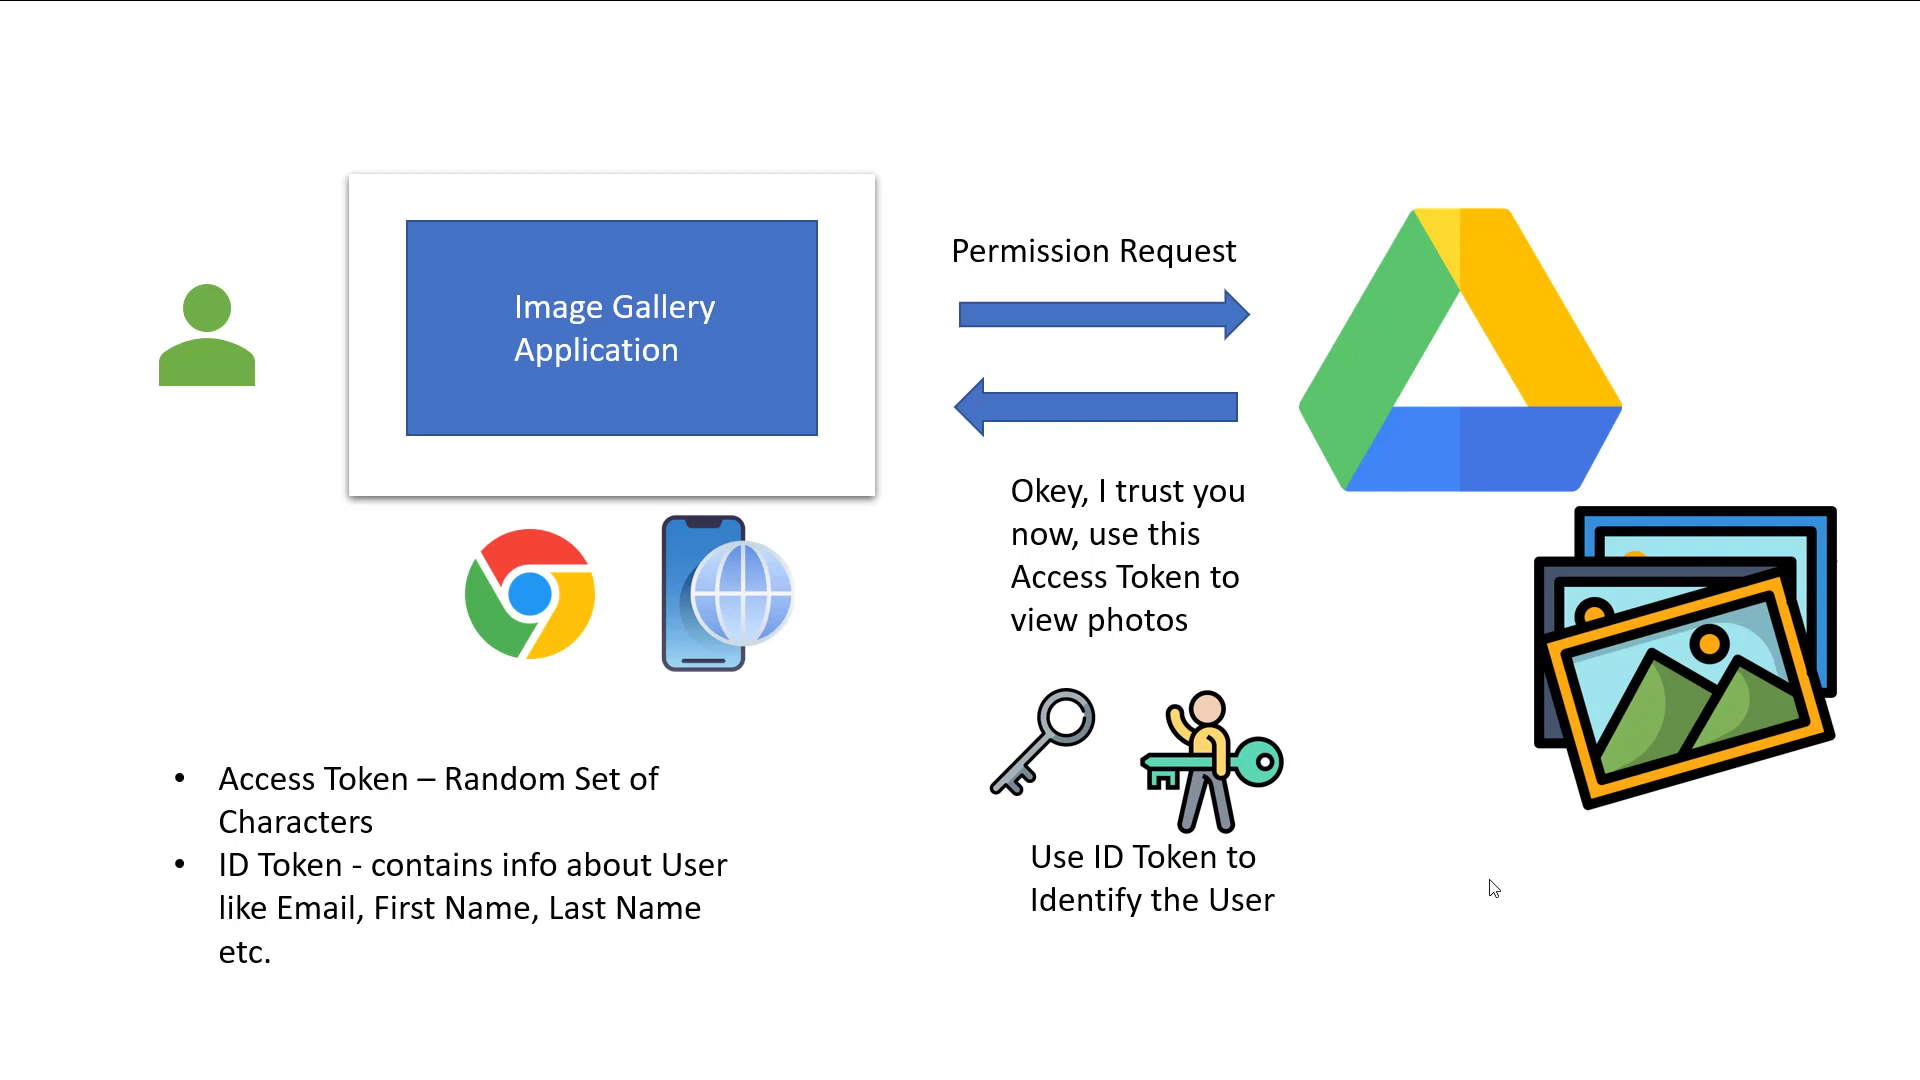 Image Gallery
Application
Permission Request
Okey, I trust you
now, use this
Access Token to
view photos
Use ID Token to
Identify the User
• Access Token – Random Set of
Characters
• ID Token - contains info about User
like Email, First Name, Last Name
etc.